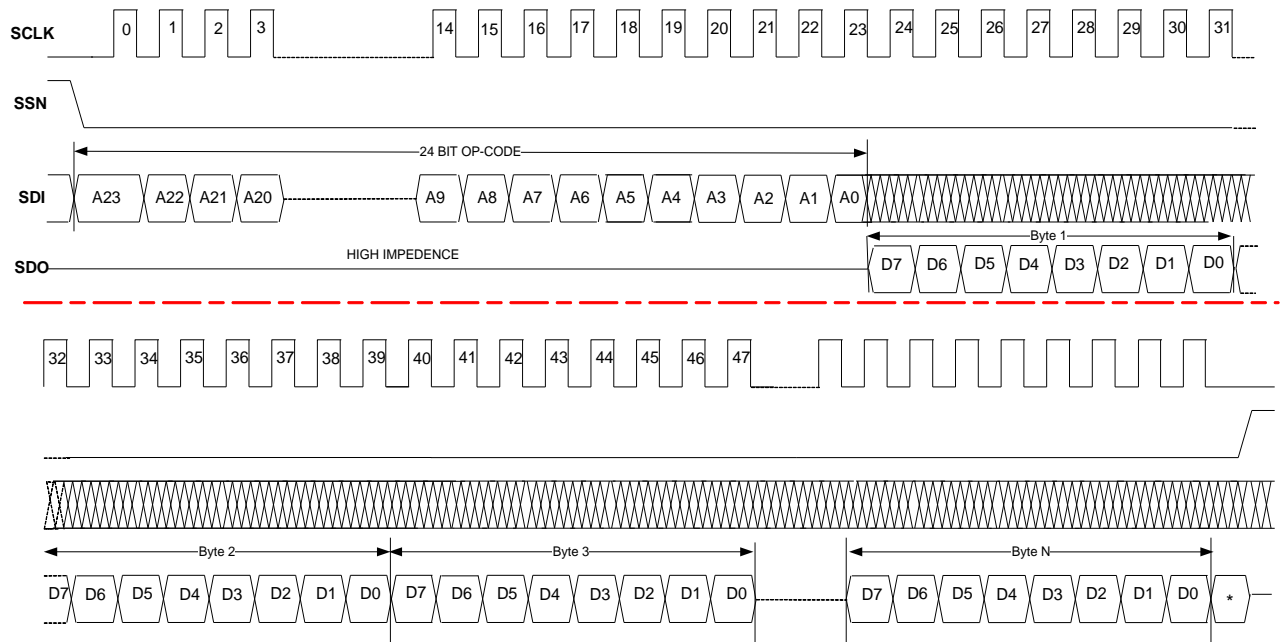 SCLK 0 1 2 3 14 15 16 17 18 19 20 21 22 23 24 25 26 27 28 29 30 31
SSN
24 BIT OP-CODE
SDI A23 A22 A21 A20 A9 A8 A7 A6 A5 A4 A3 A2 A1 A0
Byte 1
HIGH IMPEDENCE
SDO D7 D6 D5 D4 D3 D2 D1 D0
32 33 34 35 36 37 38 39 40 41 42 43 44 45 46 47
Byte 2 Byte 3 Byte N
D7 D6 D5 D4 D3 D2 D1 D0 D7 D6 D5 D4 D3 D2 D1 D0 D7 D6 D5 D4 D3 D2 D1 D0 *